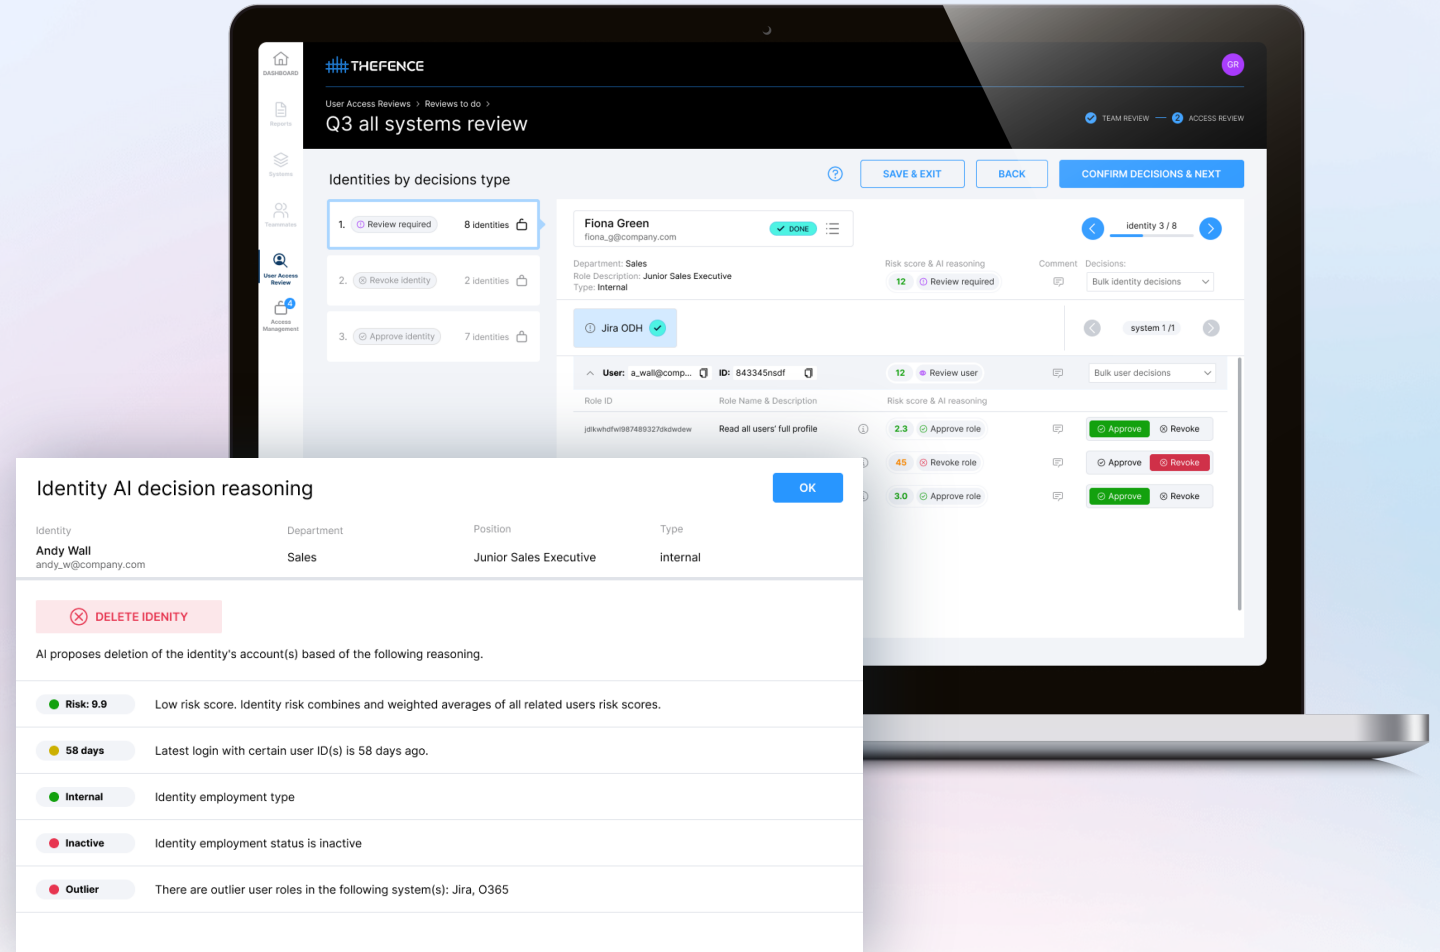 DASHBOARD
Reports
Systems
Teammates
User Access
Review
4
Access
Management
THEFENCE
GR
User Access Reviews > Reviews to do >
Q3 all systems review
TEAM REVIEW — 2 ACCESS REVIEW
Identities by decisions type
? SAVE & EXIT BACK CONFIRM DECISIONS & NEXT
1. Review required 8 identities
2. Revoke identity 2 identities
3. Approve identity 7 identities
Fiona Green
fiona_g@company.com
DONE
identity 3 / 8
Department: Sales
Role Description: Junior Sales Executive
Type: Internal
Risk score & AI reasoning Comment Decisions:
12 Review required Bulk identity decisions
Jira ODH
system 1 /1
User: a_wall@comp... ID: 843345nsdf 12 Review user Bulk user decisions
Role ID Role Name & Description Risk score & AI reasoning
jdlkwhdfwl987489327dkdwdew Read all users' full profile 2.3 Approve role Approve Revoke
45 Revoke role Approve Revoke
3.0 Approve role Approve Revoke
Identity AI decision reasoning
OK
Identity Department Position Type
Andy Wall
andy_w@company.com
Sales Junior Sales Executive internal
DELETE IDENITY
AI proposes deletion of the identity's account(s) based of the following reasoning.
Risk: 9.9 Low risk score. Identity risk combines and weighted averages of all related users risk scores.
58 days Latest login with certain user ID(s) is 58 days ago.
Internal Identity employment type
Inactive Identity employment status is inactive
Outlier There are outlier user roles in the following system(s): Jira, O365